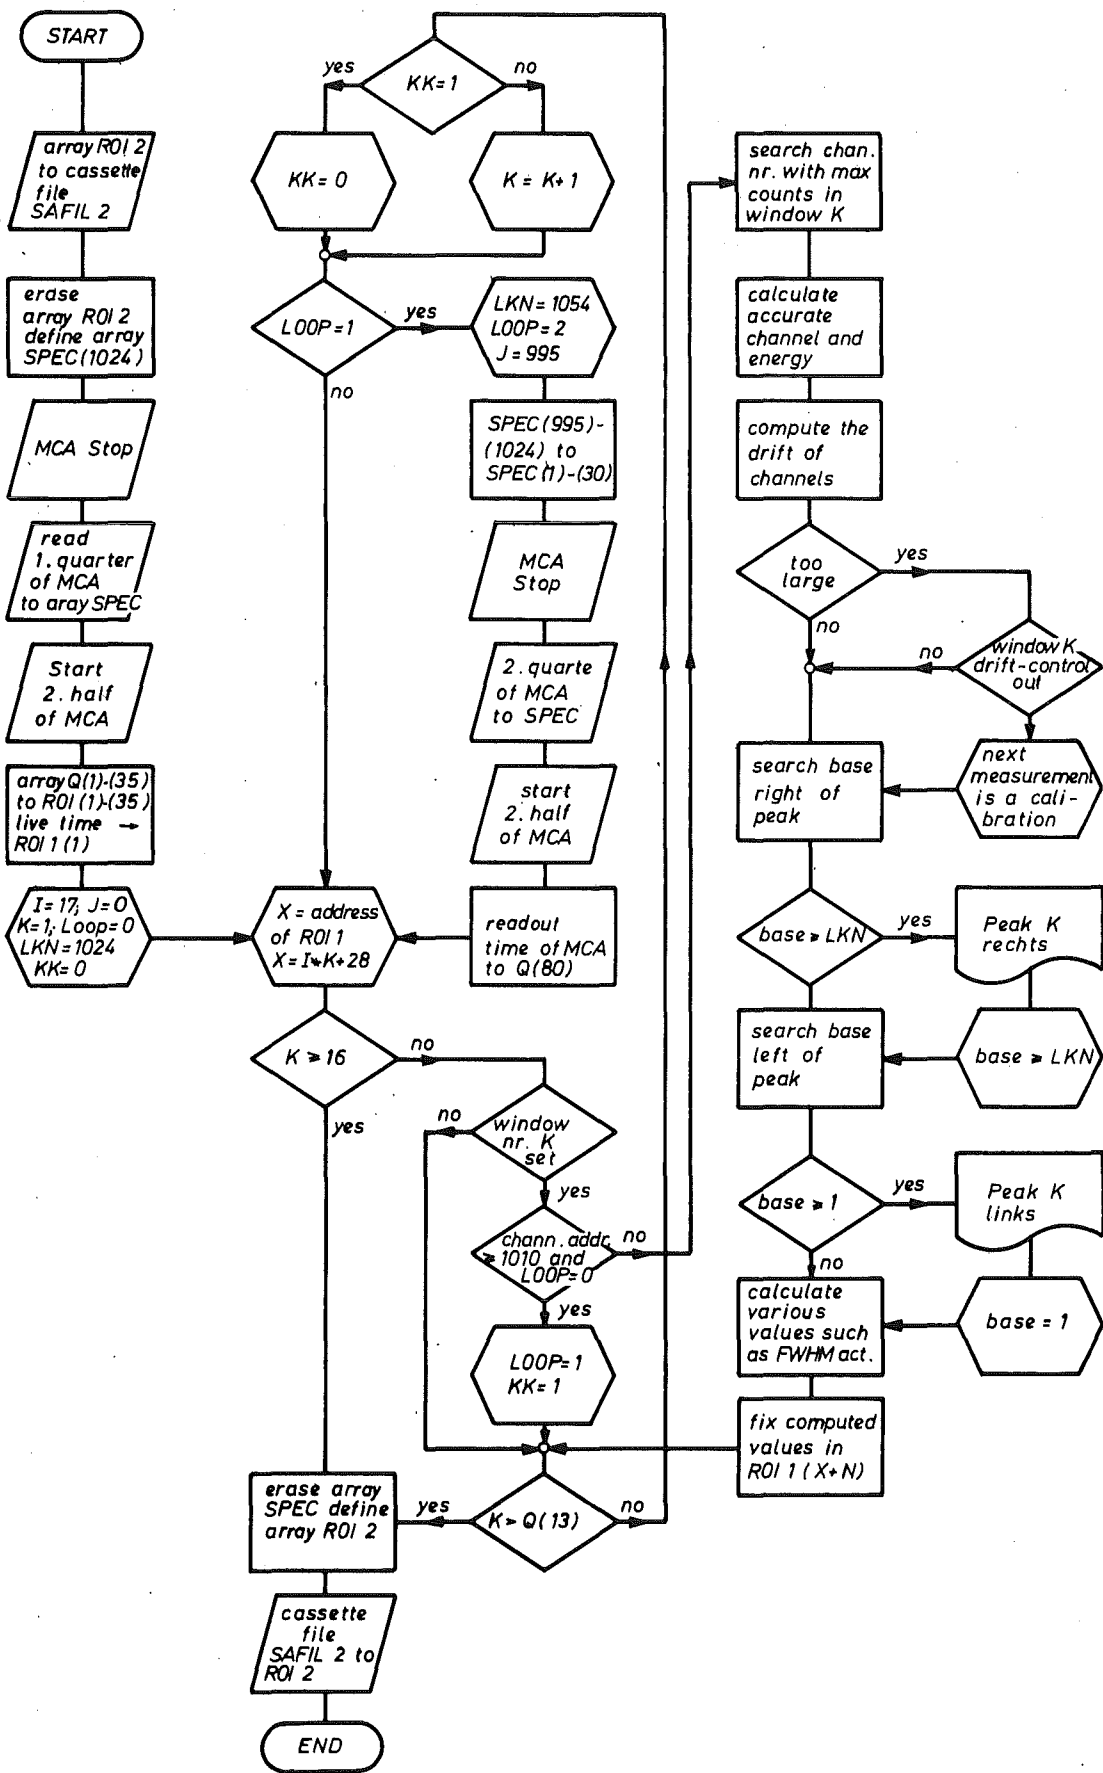 START
array ROI 2
to cassette
file
SAFIL 2
erase
array ROI 2
define array
SPEC(1024)
MCA Stop
read
1. quarter
of MCA
to aray SPEC
Start
2. half
of MCA
array Q(1)-(35)
to ROI(1)-(35)
live time →
ROI 1 (1)
I = 17; J = 0
K=1, Loop=0
LKN = 1024
KK = 0
KK = 1
yes
no
KK = 0
K = K+1
LOOP = 1
yes
no
LKN = 1054
LOOP = 2
J = 995
SPEC(995)-
(1024) to
SPEC(1)-(30)
MCA
Stop
2. quarte
of MCA
to SPEC
start
2. half
of MCA
readout
time of MCA
to Q(80)
X = address
of ROI 1
X = I*K+28
K ≥ 16
no
yes
window
nr. K
set
no
yes
chann. addr.
≥ 1010 and
LOOP=0
no
yes
LOOP = 1
KK = 1
K > Q(13)
yes
no
erase array
SPEC define
array ROI 2
cassette
file
SAFIL 2 to
ROI 2
END
search chan.
nr. with max
counts in
window K
calculate
accurate
channel and
energy
compute the
drift of
channels
too
large
yes
no
window K
drift-control
out
no
next
measurement
is a cali-
bration
search base
right of
peak
base ≥ LKN
yes
Peak K
rechts
base ≥ LKN
search base
left of
peak
base ≥ 1
yes
no
Peak K
links
base = 1
calculate
various
values such
as FWHM act.
fix computed
values in
ROI 1 (X+N)